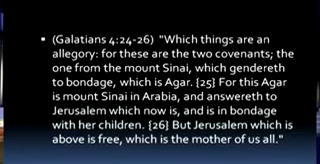 • (Galatians 4:24-26) "Which things are an
allegory: for these are the two covenants; the
one from the mount Sinai, which gendereth
to bondage, which is Agar. {25} For this Agar
is mount Sinai in Arabia, and answereth to
Jerusalem which now is, and is in bondage
with her children. {26} But Jerusalem which is
above is free, which is the mother of us all."